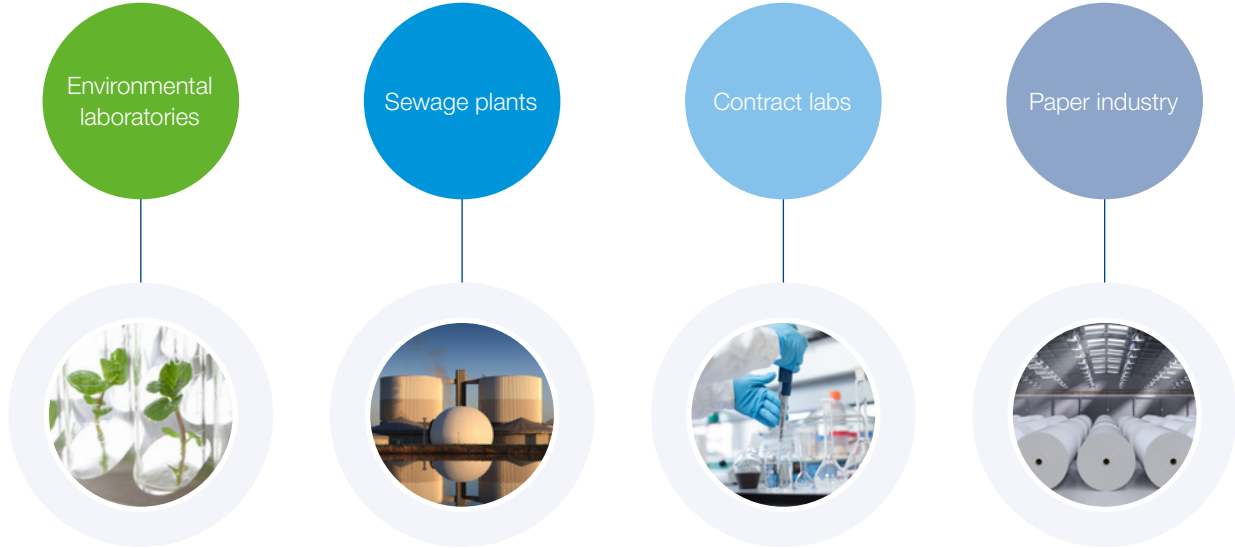 Environmental
laboratories
Sewage plants
Contract labs
Paper industry